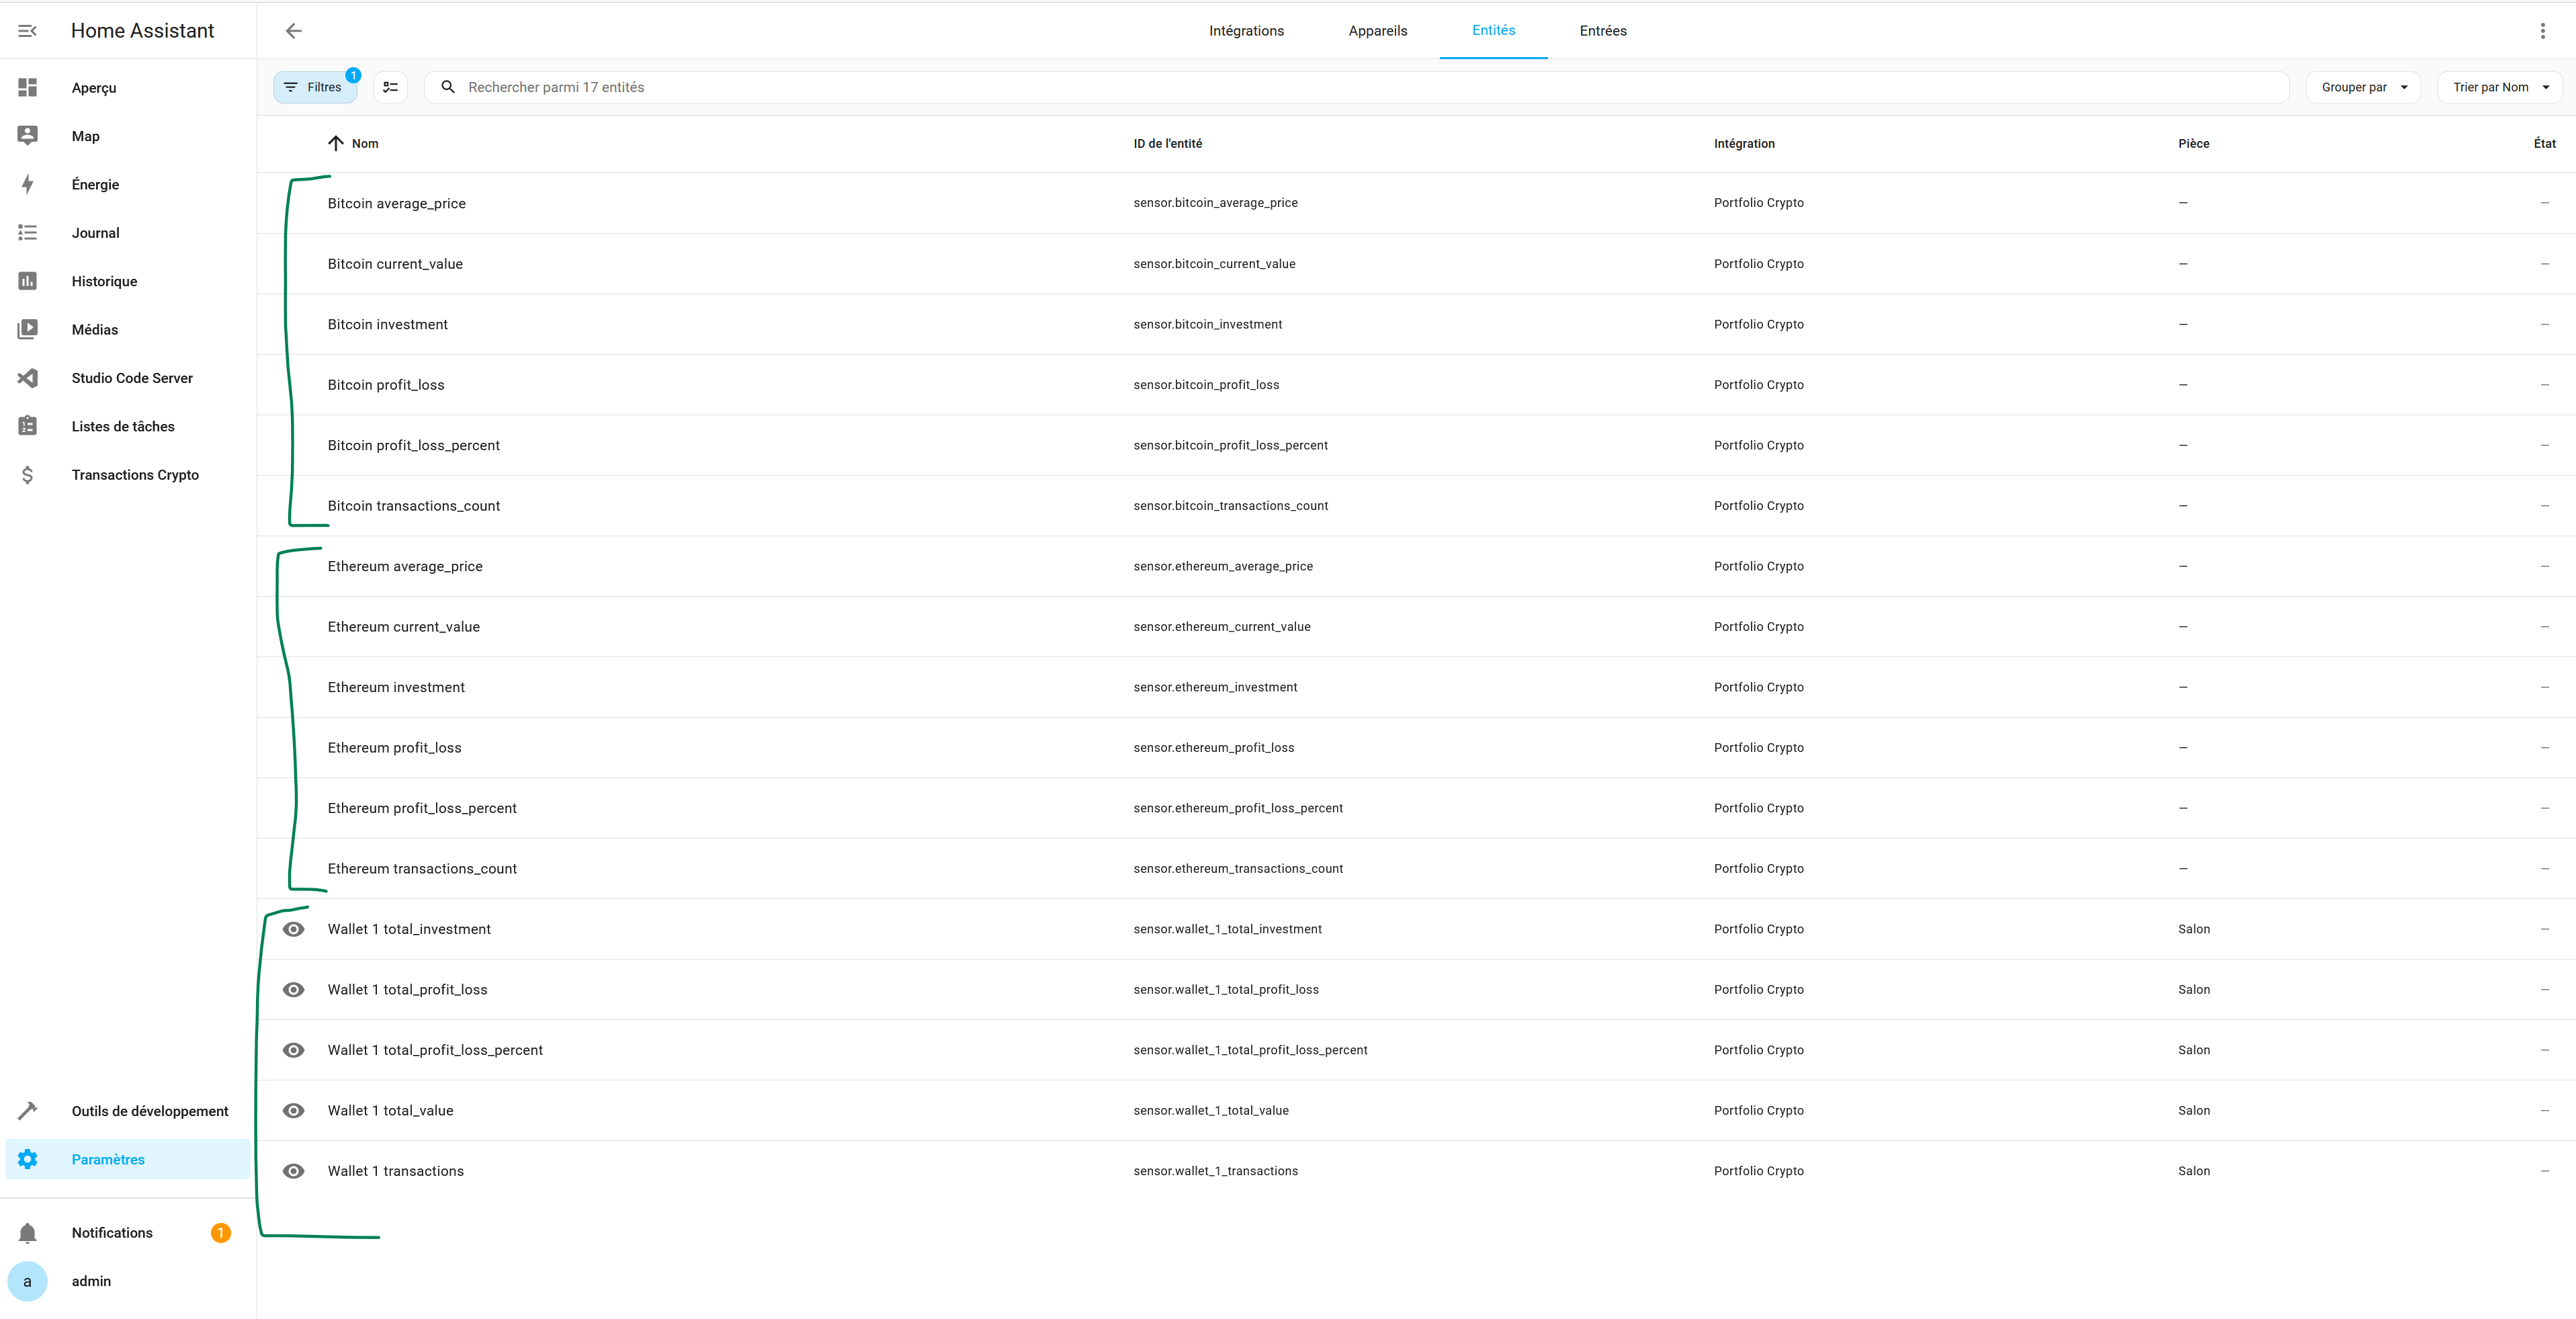 Home Assistant
Intégrations Appareils Entités Entrées
Aperçu
Map
Énergie
Journal
Historique
Médias
Studio Code Server
Listes de tâches
Transactions Crypto
Outils de développement
Paramètres
Notifications 1
a admin
Filtres 1 Rechercher parmi 17 entités Grouper par Trier par Nom
Nom ID de l'entité Intégration Pièce État
Bitcoin average_price sensor.bitcoin_average_price Portfolio Crypto — —
Bitcoin current_value sensor.bitcoin_current_value Portfolio Crypto — —
Bitcoin investment sensor.bitcoin_investment Portfolio Crypto — —
Bitcoin profit_loss sensor.bitcoin_profit_loss Portfolio Crypto — —
Bitcoin profit_loss_percent sensor.bitcoin_profit_loss_percent Portfolio Crypto — —
Bitcoin transactions_count sensor.bitcoin_transactions_count Portfolio Crypto — —
Ethereum average_price sensor.ethereum_average_price Portfolio Crypto — —
Ethereum current_value sensor.ethereum_current_value Portfolio Crypto — —
Ethereum investment sensor.ethereum_investment Portfolio Crypto — —
Ethereum profit_loss sensor.ethereum_profit_loss Portfolio Crypto — —
Ethereum profit_loss_percent sensor.ethereum_profit_loss_percent Portfolio Crypto — —
Ethereum transactions_count sensor.ethereum_transactions_count Portfolio Crypto — —
Wallet 1 total_investment sensor.wallet_1_total_investment Portfolio Crypto Salon —
Wallet 1 total_profit_loss sensor.wallet_1_total_profit_loss Portfolio Crypto Salon —
Wallet 1 total_profit_loss_percent sensor.wallet_1_total_profit_loss_percent Portfolio Crypto Salon —
Wallet 1 total_value sensor.wallet_1_total_value Portfolio Crypto Salon —
Wallet 1 transactions sensor.wallet_1_transactions Portfolio Crypto Salon —